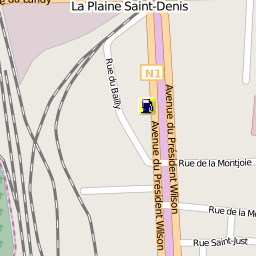 La Plaine Saint-Denis
Rue du Bailly
N1
Avenue du Président Wilson
Avenue du Président Wilson
Rue de la Montjoie
Rue de la
Rue Saint-Just